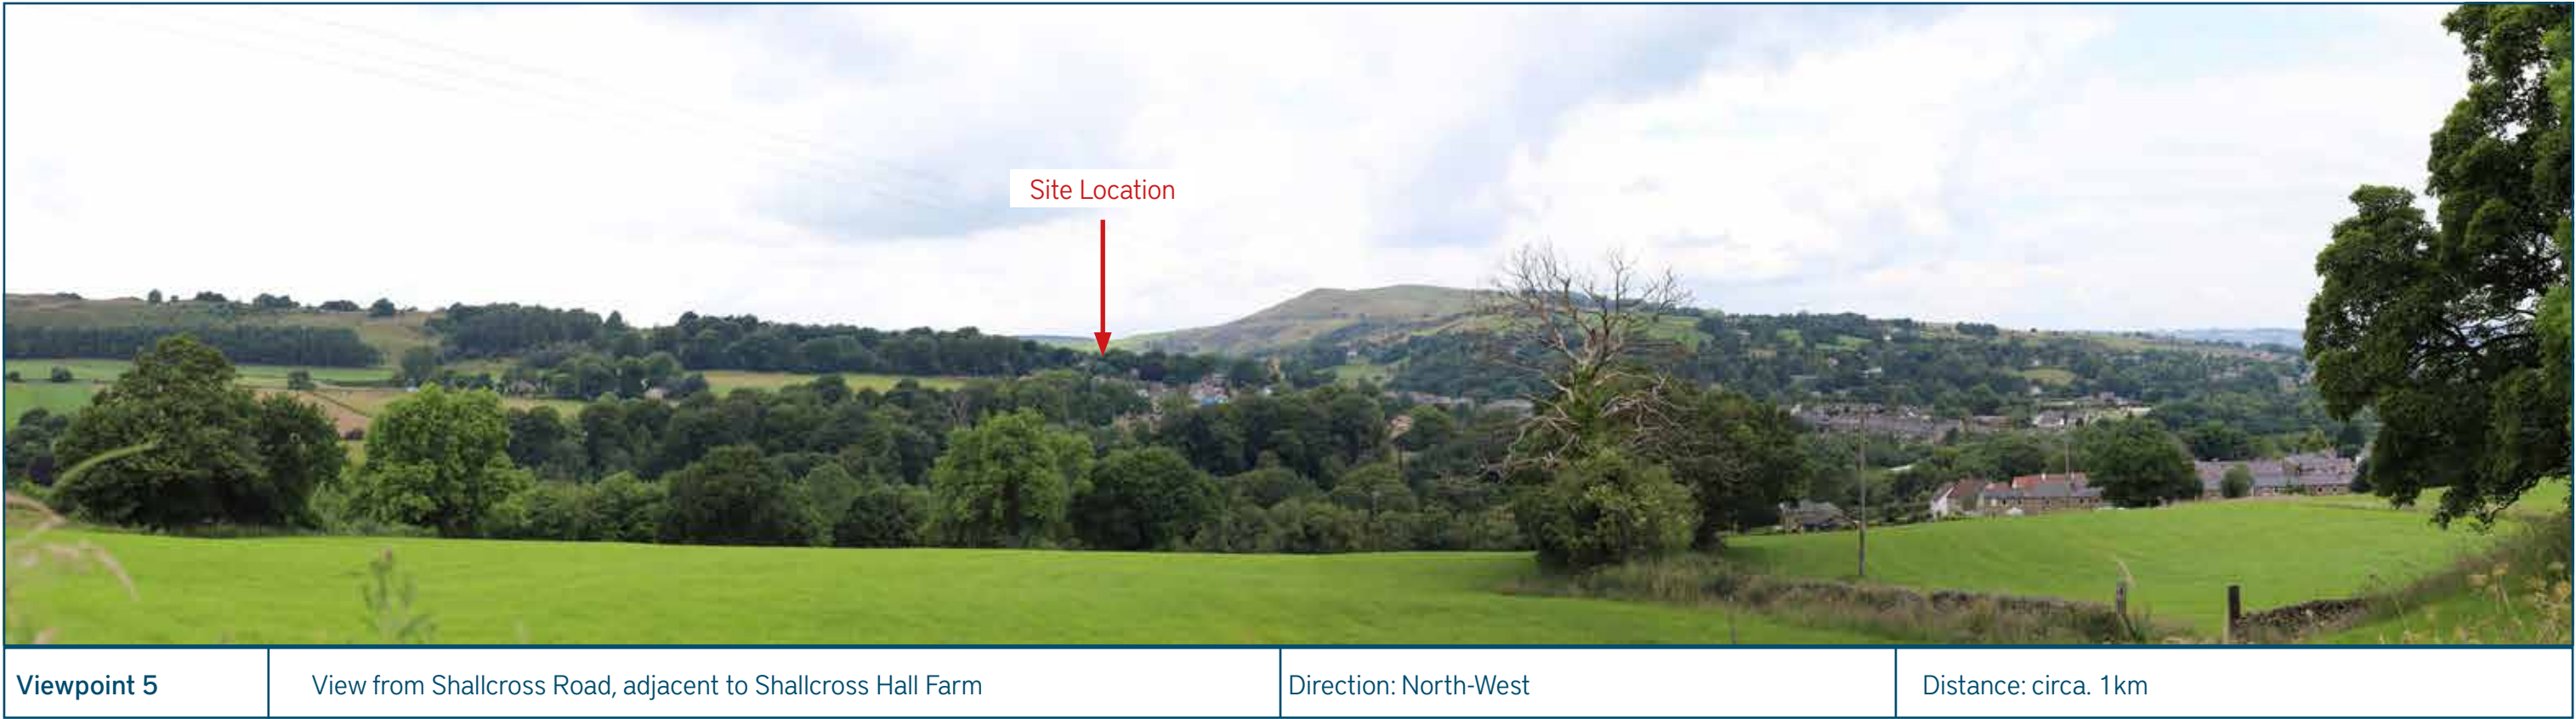 Site Location
Viewpoint 5
View from Shallcross Road, adjacent to Shallcross Hall Farm
Direction: North-West
Distance: circa. 1km